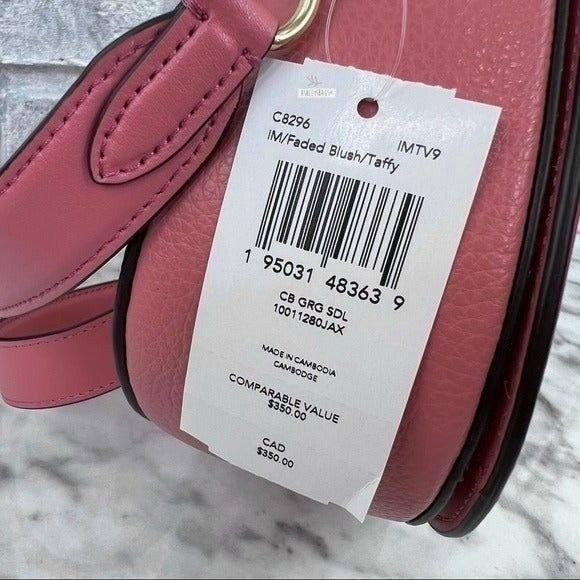 C8296 IMTV9
IM/Faded Blush/Taffy
1 95031 48363 9
CB GRG SDL
10011280JAX
MADE IN CAMBODIA
CAMBODGE
COMPARABLE VALUE
$350.00
CAD
$350.00